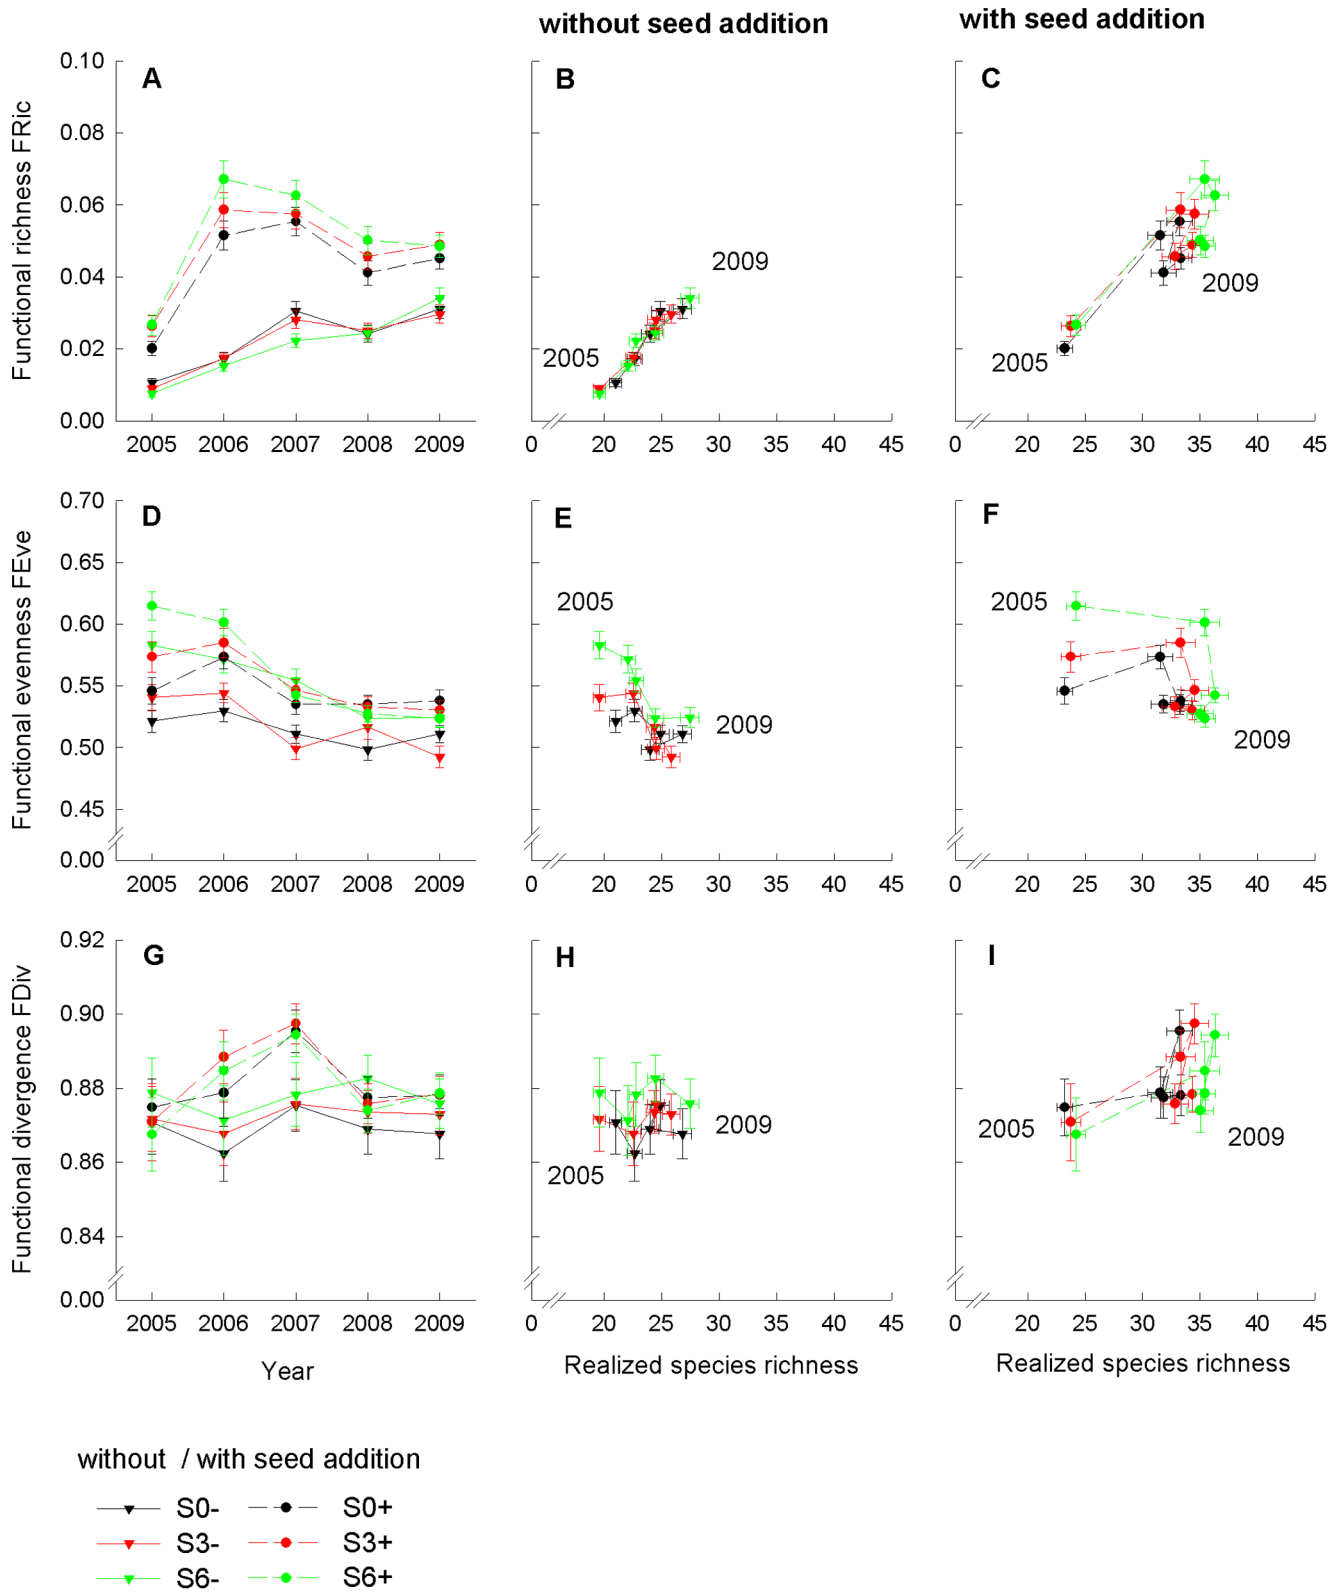 without seed addition
with seed addition
Functional richness FRic
0.10
0.08
0.06
0.04
0.02
0.00
A
2005 2006 2007 2008 2009
B
2009
2005
0 20 25 30 35 40 45
C
2009
2005
0 20 25 30 35 40 45
Functional evenness FEve
0.70
0.65
0.60
0.55
0.50
0.45
0.00
D
2005 2006 2007 2008 2009
E
2005
2009
0 20 25 30 35 40 45
F
2005
2009
0 20 25 30 35 40 45
Functional divergence FDiv
0.92
0.90
0.88
0.86
0.84
0.00
G
2005 2006 2007 2008 2009
Year
H
2009
2005
0 20 25 30 35 40 45
Realized species richness
I
2005
2009
0 20 25 30 35 40 45
Realized species richness
without / with seed addition
S0- S0+
S3- S3+
S6- S6+